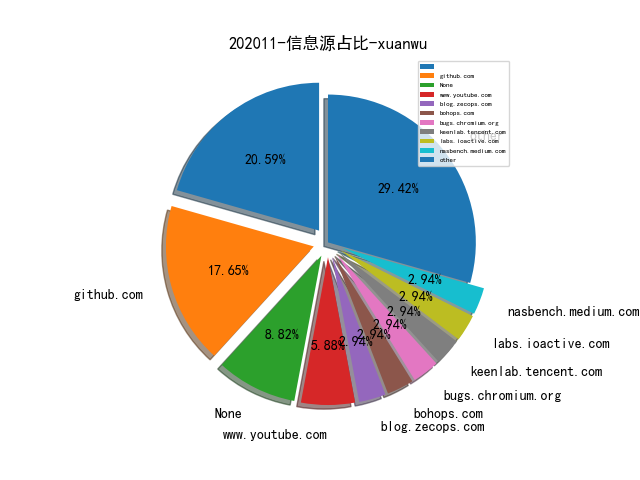 202011-信息源占比-xuanwu
github.com
None
www.youtube.com
blog.zecops.com
bohops.com
bugs.chromium.org
keenlab.tencent.com
labs.ioactive.com
nasbench.medium.com
other
other
20.59%
29.42%
17.65%
8.82%
5.88%
2.94%
2.94%
2.94%
2.94%
2.94%
2.94%
github.com
None
www.youtube.com
blog.zecops.com
bohops.com
bugs.chromium.org
keenlab.tencent.com
labs.ioactive.com
nasbench.medium.com